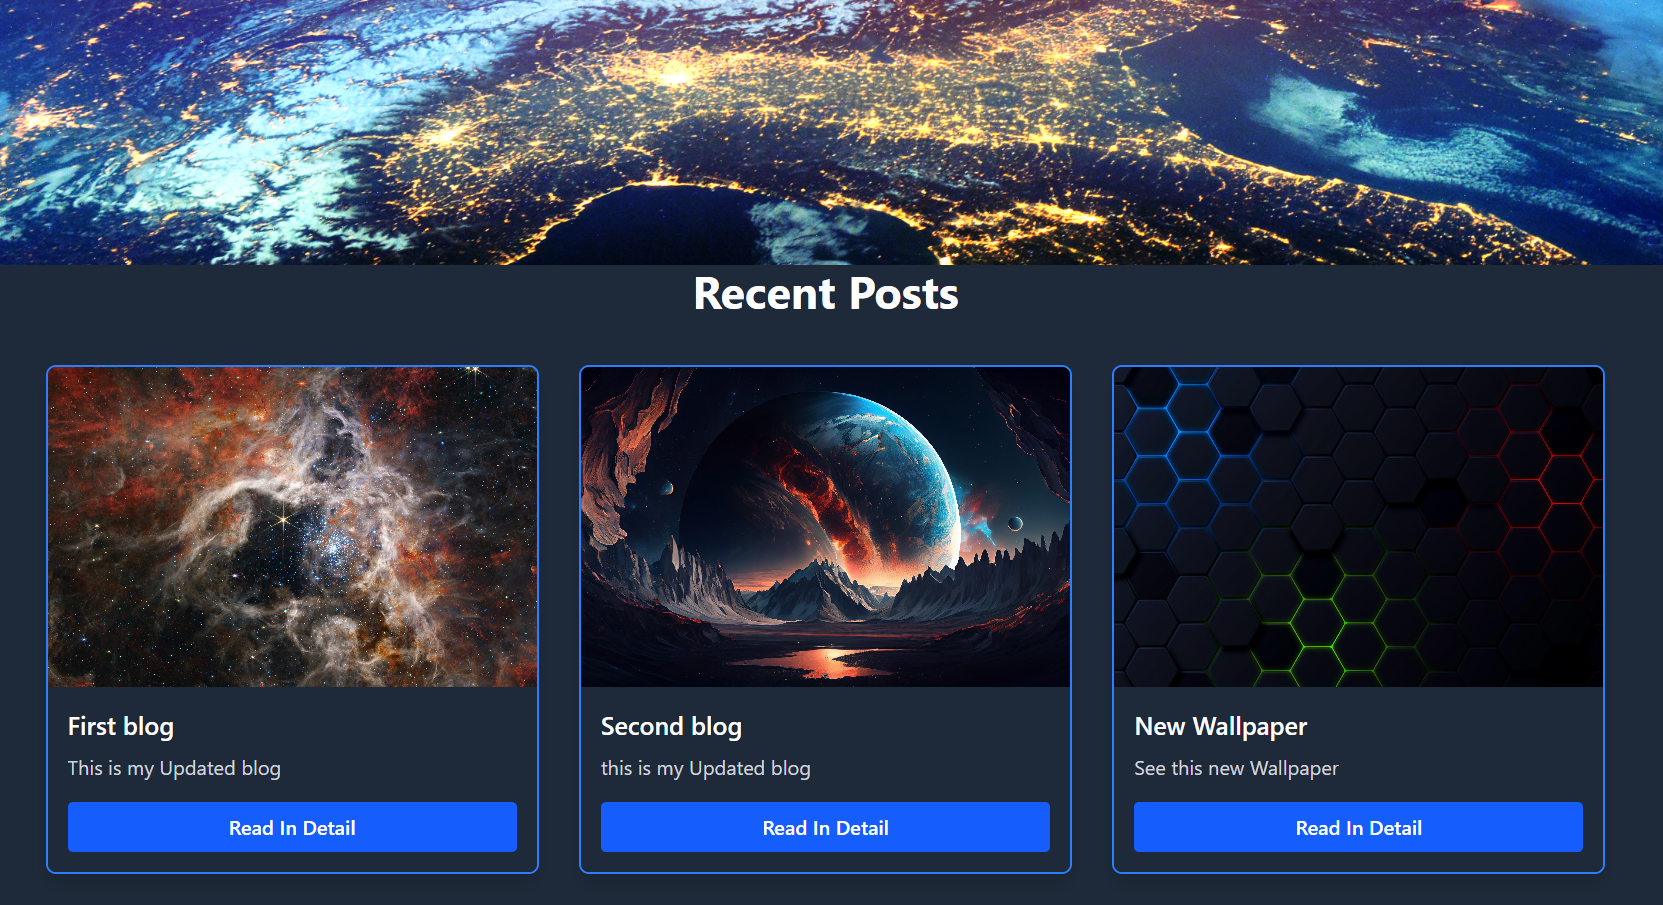 Recent Posts
First blog
This is my Updated blog
Read In Detail
Second blog
this is my Updated blog
Read In Detail
New Wallpaper
See this new Wallpaper
Read In Detail